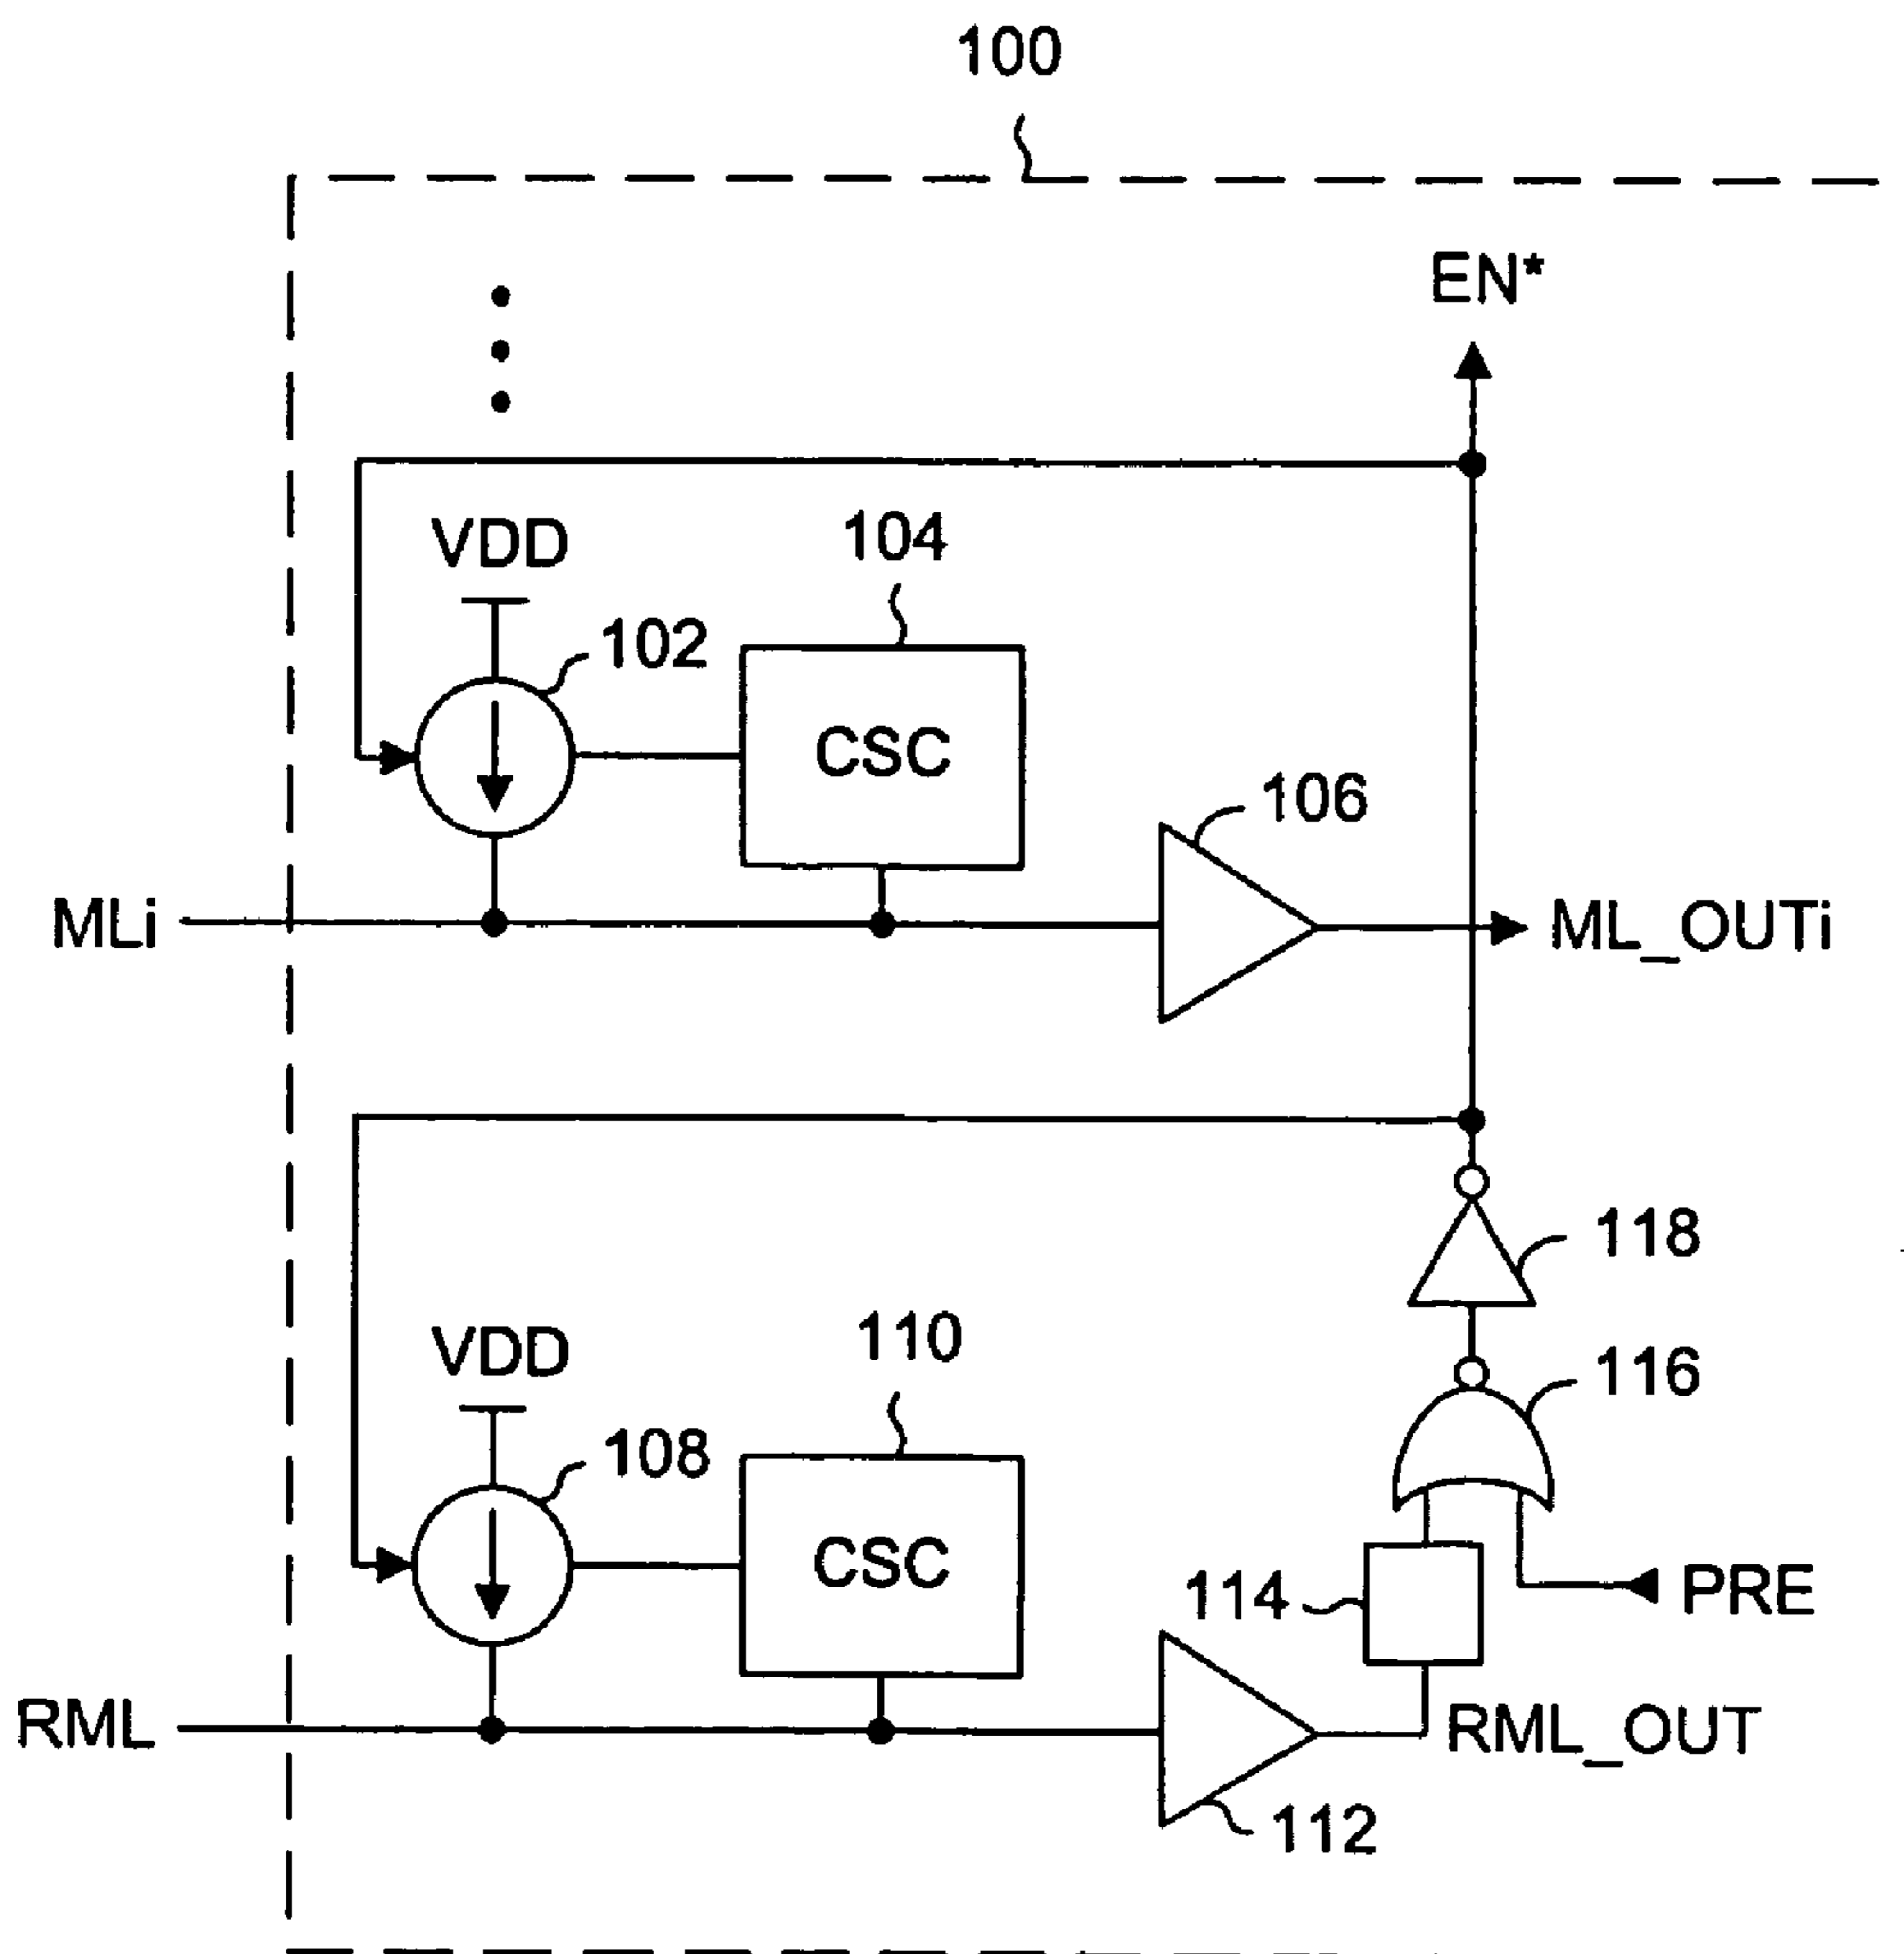 100
EN*
VDD
104
102
CSC
106
MLi
ML_OUTi
118
VDD
110
116
108
CSC
114
PRE
RML
RML_OUT
112